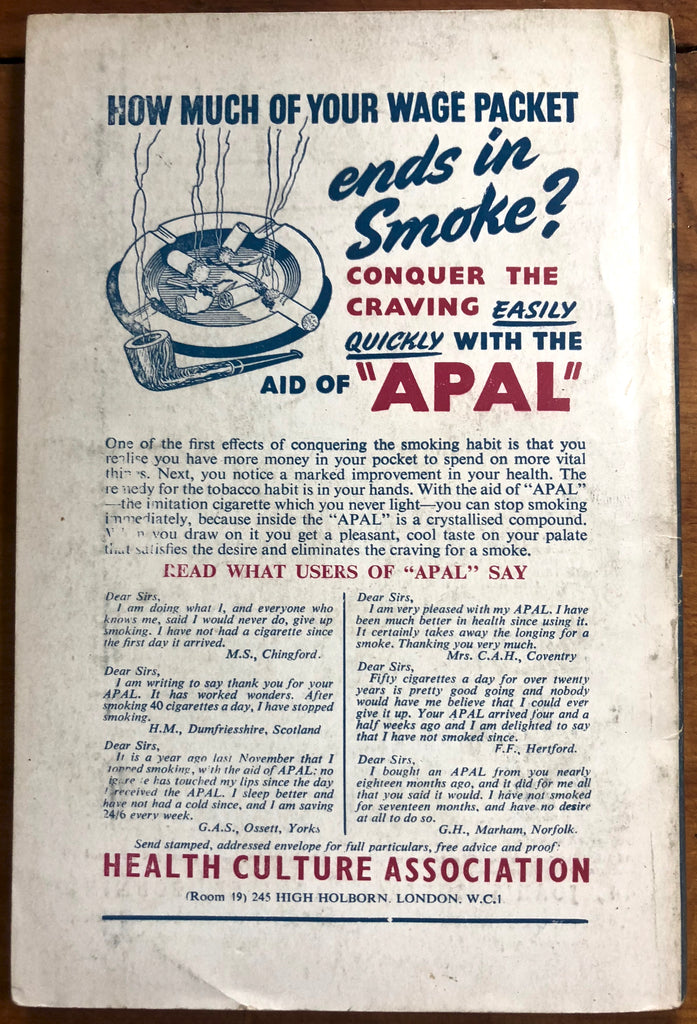 HOW MUCH OF YOUR WAGE PACKET
ends in
Smoke?
CONQUER THE
CRAVING EASILY
QUICKLY WITH THE
AID OF "APAL"
One of the first effects of conquering the smoking habit is that you
realise you have more money in your pocket to spend on more vital
things. Next, you notice a marked improvement in your health. The
remedy for the tobacco habit is in your hands. With the aid of “APAL”
—the imitation cigarette which you never light—you can stop smoking
immediately, because inside the “APAL” is a crystallised compound.
When you draw on it you get a pleasant, cool taste on your palate
that satisfies the desire and eliminates the craving for a smoke.
READ WHAT USERS OF “APAL” SAY
Dear Sirs,
I am doing what I, and everyone who
knows me, said I would never do, give up
smoking. I have not had a cigarette since
the first day it arrived.
M.S., Chingford.
Dear Sirs,
I am writing to say thank you for your
APAL. It has worked wonders. After
smoking 40 cigarettes a day, I have stopped
smoking.
H.M., Dumfriesshire, Scotland
Dear Sirs,
It is a year ago last November that I
stopped smoking, with the aid of APAL: no
cigarette has touched my lips since the day
I received the APAL. I sleep better and
have not had a cold since, and I am saving
24/6 every week.
G.A.S., Ossett, Yorks
Dear Sirs,
I am very pleased with my APAL. I have
been much better in health since using it.
It certainly takes away the longing for a
smoke. Thanking you very much.
Mrs. C.A.H., Coventry
Dear Sirs,
Fifty cigarettes a day for over twenty
years is pretty good going and nobody
would have me believe that I could ever
give it up. Your APAL arrived four and a
half weeks ago and I am delighted to say
that I have not smoked since.
F.F., Hertford.
Dear Sirs,
I bought an APAL from you nearly
eighteen months ago, and it did for me all
that you said it would. I have not smoked
for seventeen months, and have no desire
at all to do so.
G.H., Marham, Norfolk.
Send stamped, addressed envelope for full particulars, free advice and proof:
HEALTH CULTURE ASSOCIATION
(Room 19) 245 HIGH HOLBORN, LONDON, W.C.1